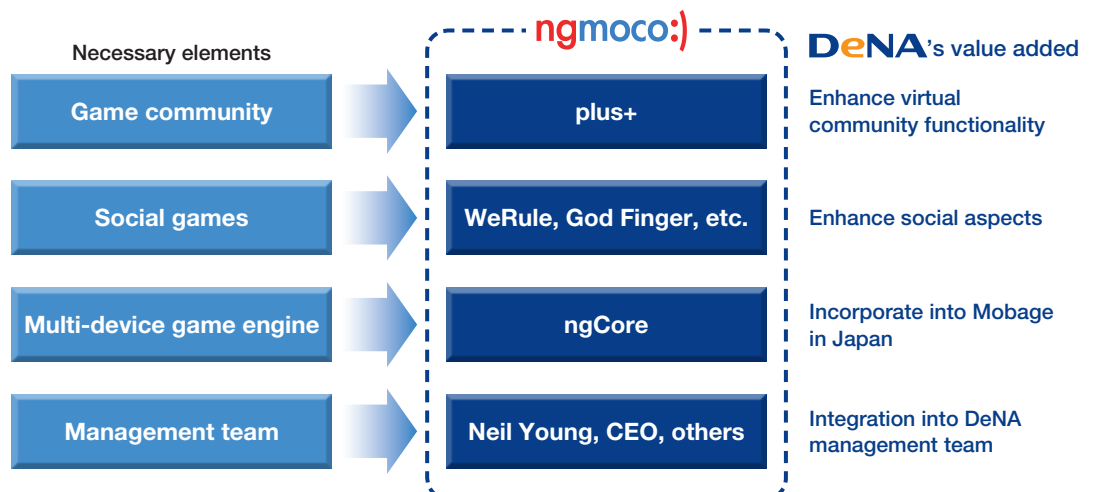 Necessary elements
ngmoco:)
DeNA's value added
Game community
plus+
Enhance virtual
community functionality
Social games
WeRule, God Finger, etc.
Enhance social aspects
Multi-device game engine
ngCore
Incorporate into Mobage
in Japan
Management team
Neil Young, CEO, others
Integration into DeNA
management team